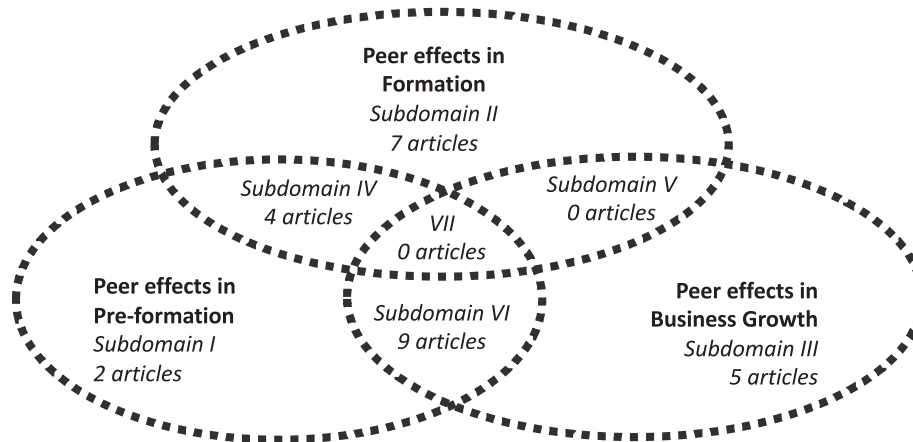 Peer effects in
Formation
Subdomain II
7 articles
Subdomain IV
4 articles
Subdomain V
0 articles
VII
0 articles
Peer effects in
Pre-formation
Subdomain I
2 articles
Subdomain VI
9 articles
Peer effects in
Business Growth
Subdomain III
5 articles